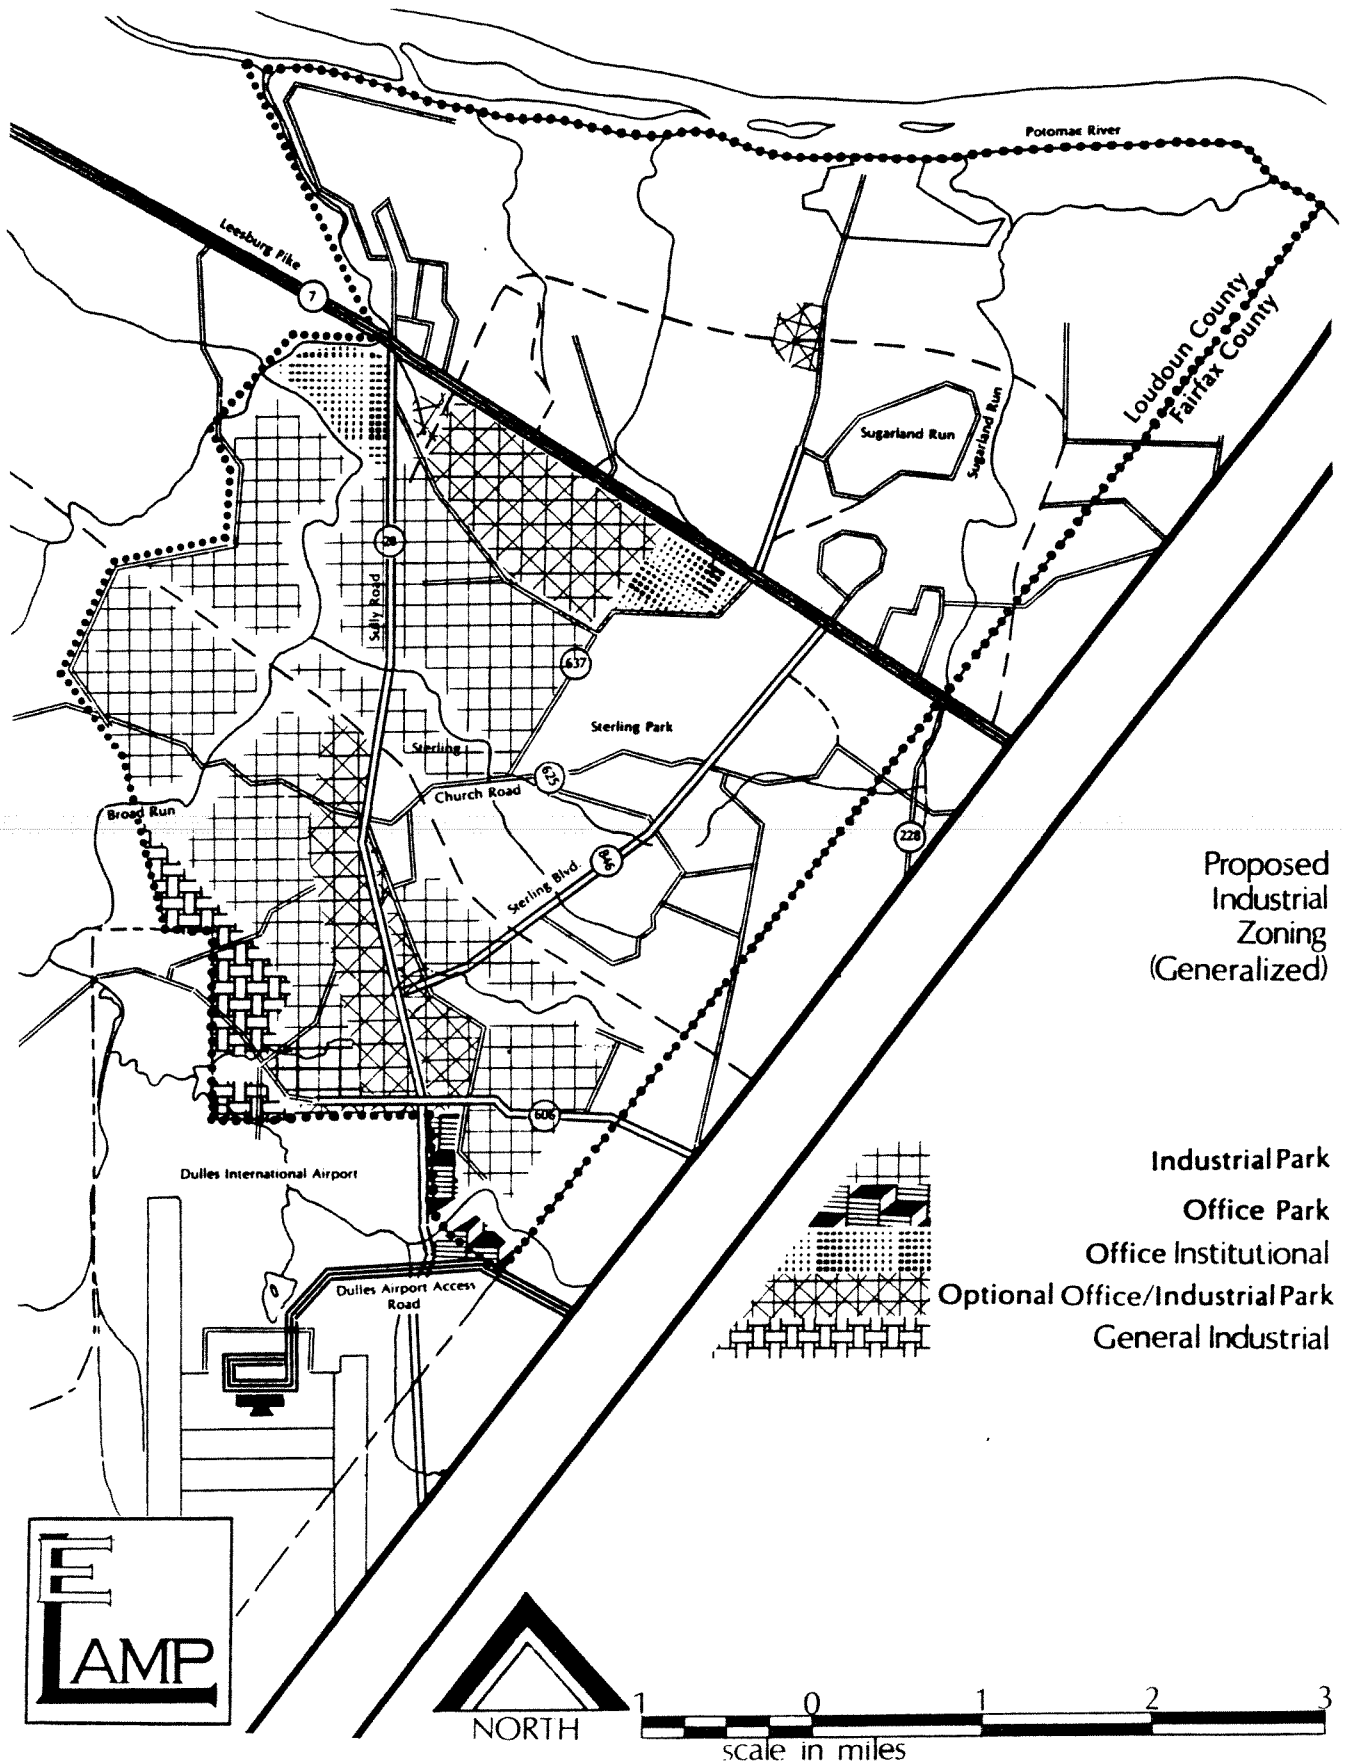 Potomac River
Leesburg Pike
7
Loudoun County
Fairfax County
Sugarland Run
Sugarland Run
28
Sully Road
637
Sterling Park
Sterling
625
Church Road
Broad Run
846
Sterling Blvd.
228
Proposed
Industrial
Zoning
(Generalized)
606
Dulles International Airport
Dulles Airport Access
Road
Industrial Park
Office Park
Office Institutional
Optional Office/Industrial Park
General Industrial
E
LAMP
NORTH
1 0 1 2 3
scale in miles